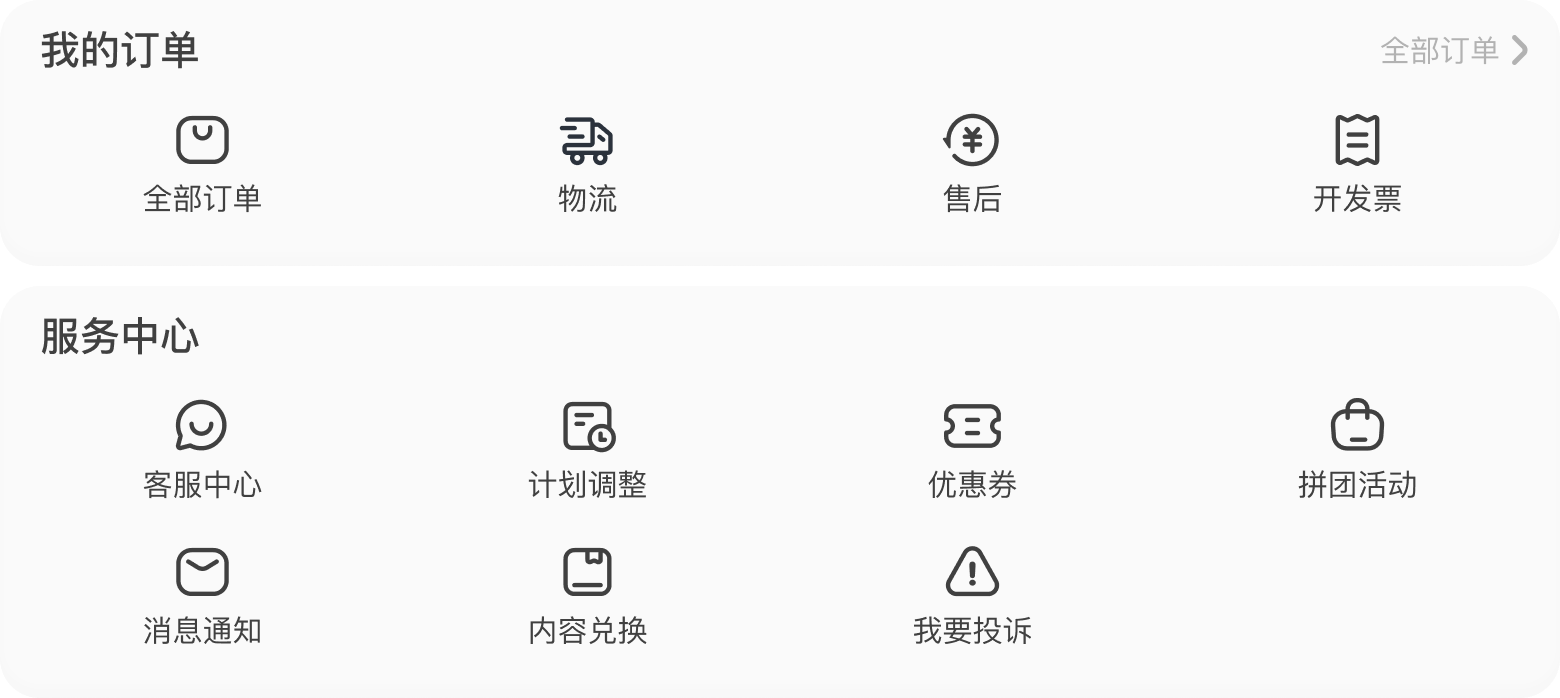 我的订单
全部订单
全部订单
物流
售后
开发票
服务中心
客服中心
计划调整
优惠券
拼团活动
消息通知
内容兑换
我要投诉